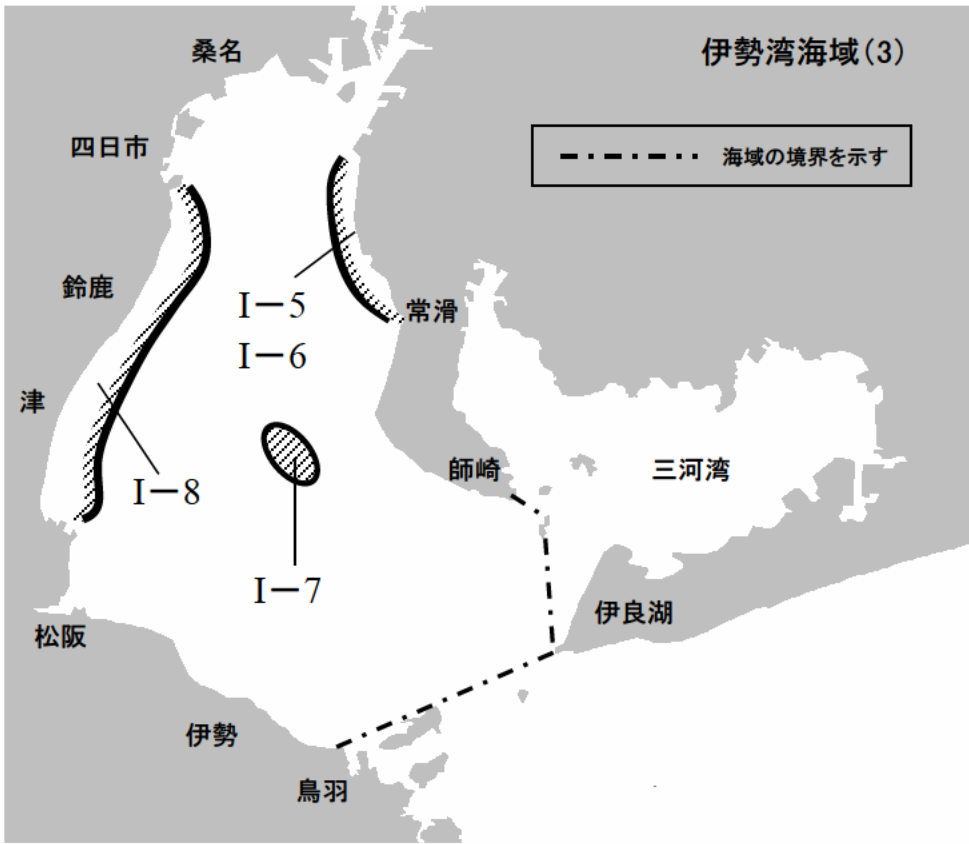 桑名
伊勢湾海域(3)
四日市
海域の境界を示す
鈴鹿
I-5
常滑
I-6
津
師崎
三河湾
I-8
I-7
伊良湖
松阪
伊勢
鳥羽